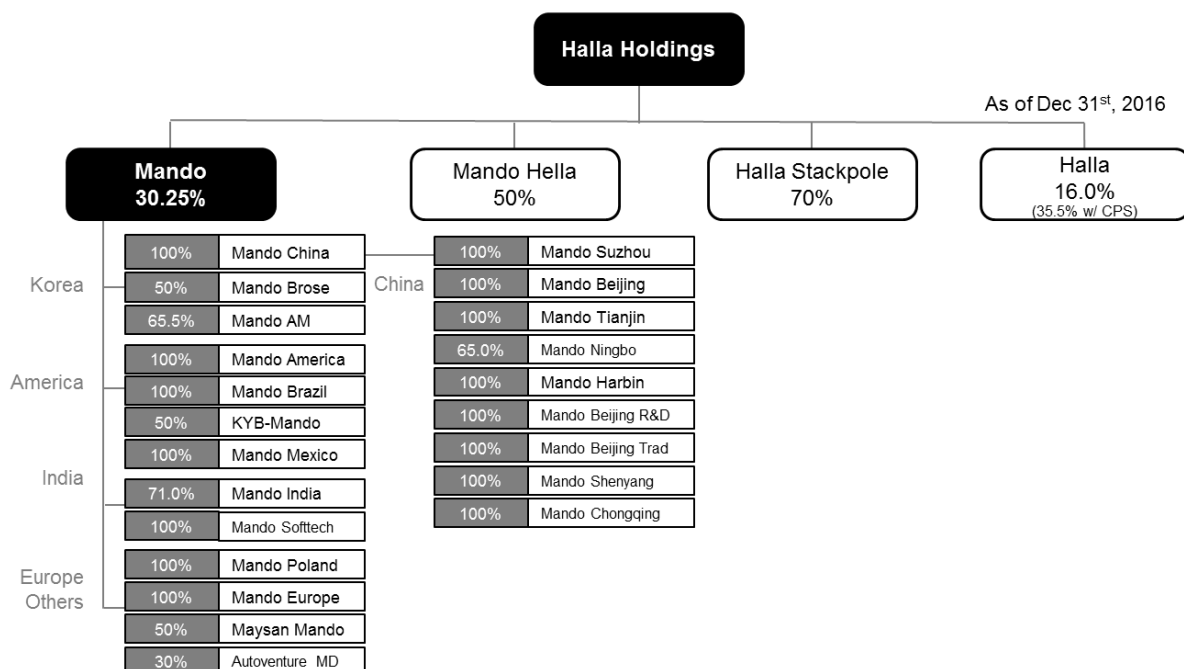 Halla Holdings
As of Dec 31st, 2016
Mando
30.25%
Mando Hella
50%
Halla Stackpole
70%
Halla
16.0%
(35.5% w/ CPS)
Korea
100% Mando China
50% Mando Brose
65.5% Mando AM
America
100% Mando America
100% Mando Brazil
50% KYB-Mando
100% Mando Mexico
India
71.0% Mando India
100% Mando Softtech
Europe
Others
100% Mando Poland
100% Mando Europe
50% Maysan Mando
30% Autoventure MD
China
100% Mando Suzhou
100% Mando Beijing
100% Mando Tianjin
65.0% Mando Ningbo
100% Mando Harbin
100% Mando Beijing R&D
100% Mando Beijing Trad
100% Mando Shenyang
100% Mando Chongqing